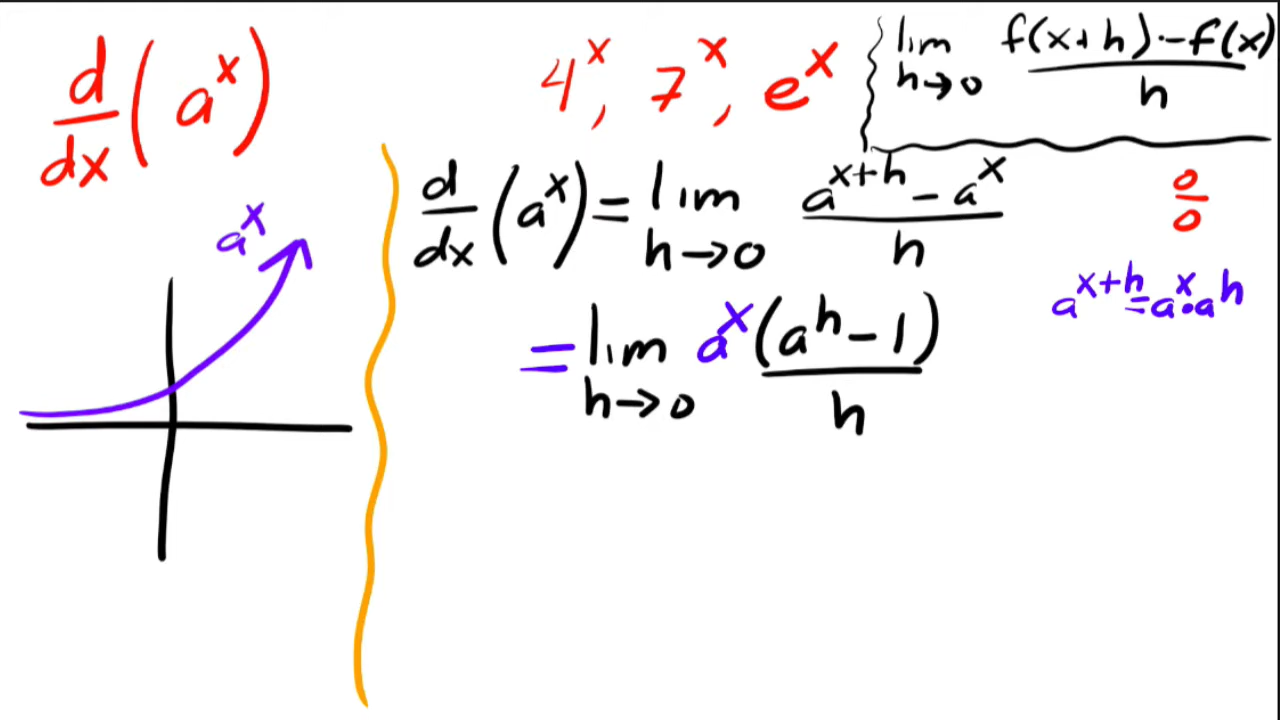 d/dx (a^x)
4^x, 7^x, e^x
lim h→0 f(x+h)·-f(x) / h
a^x
d/dx (a^x) = lim h→0 a^(x+h) - a^x / h
0/0
a^(x+h) = a^x·a^h
= lim h→0 a^x (a^h - 1) / h